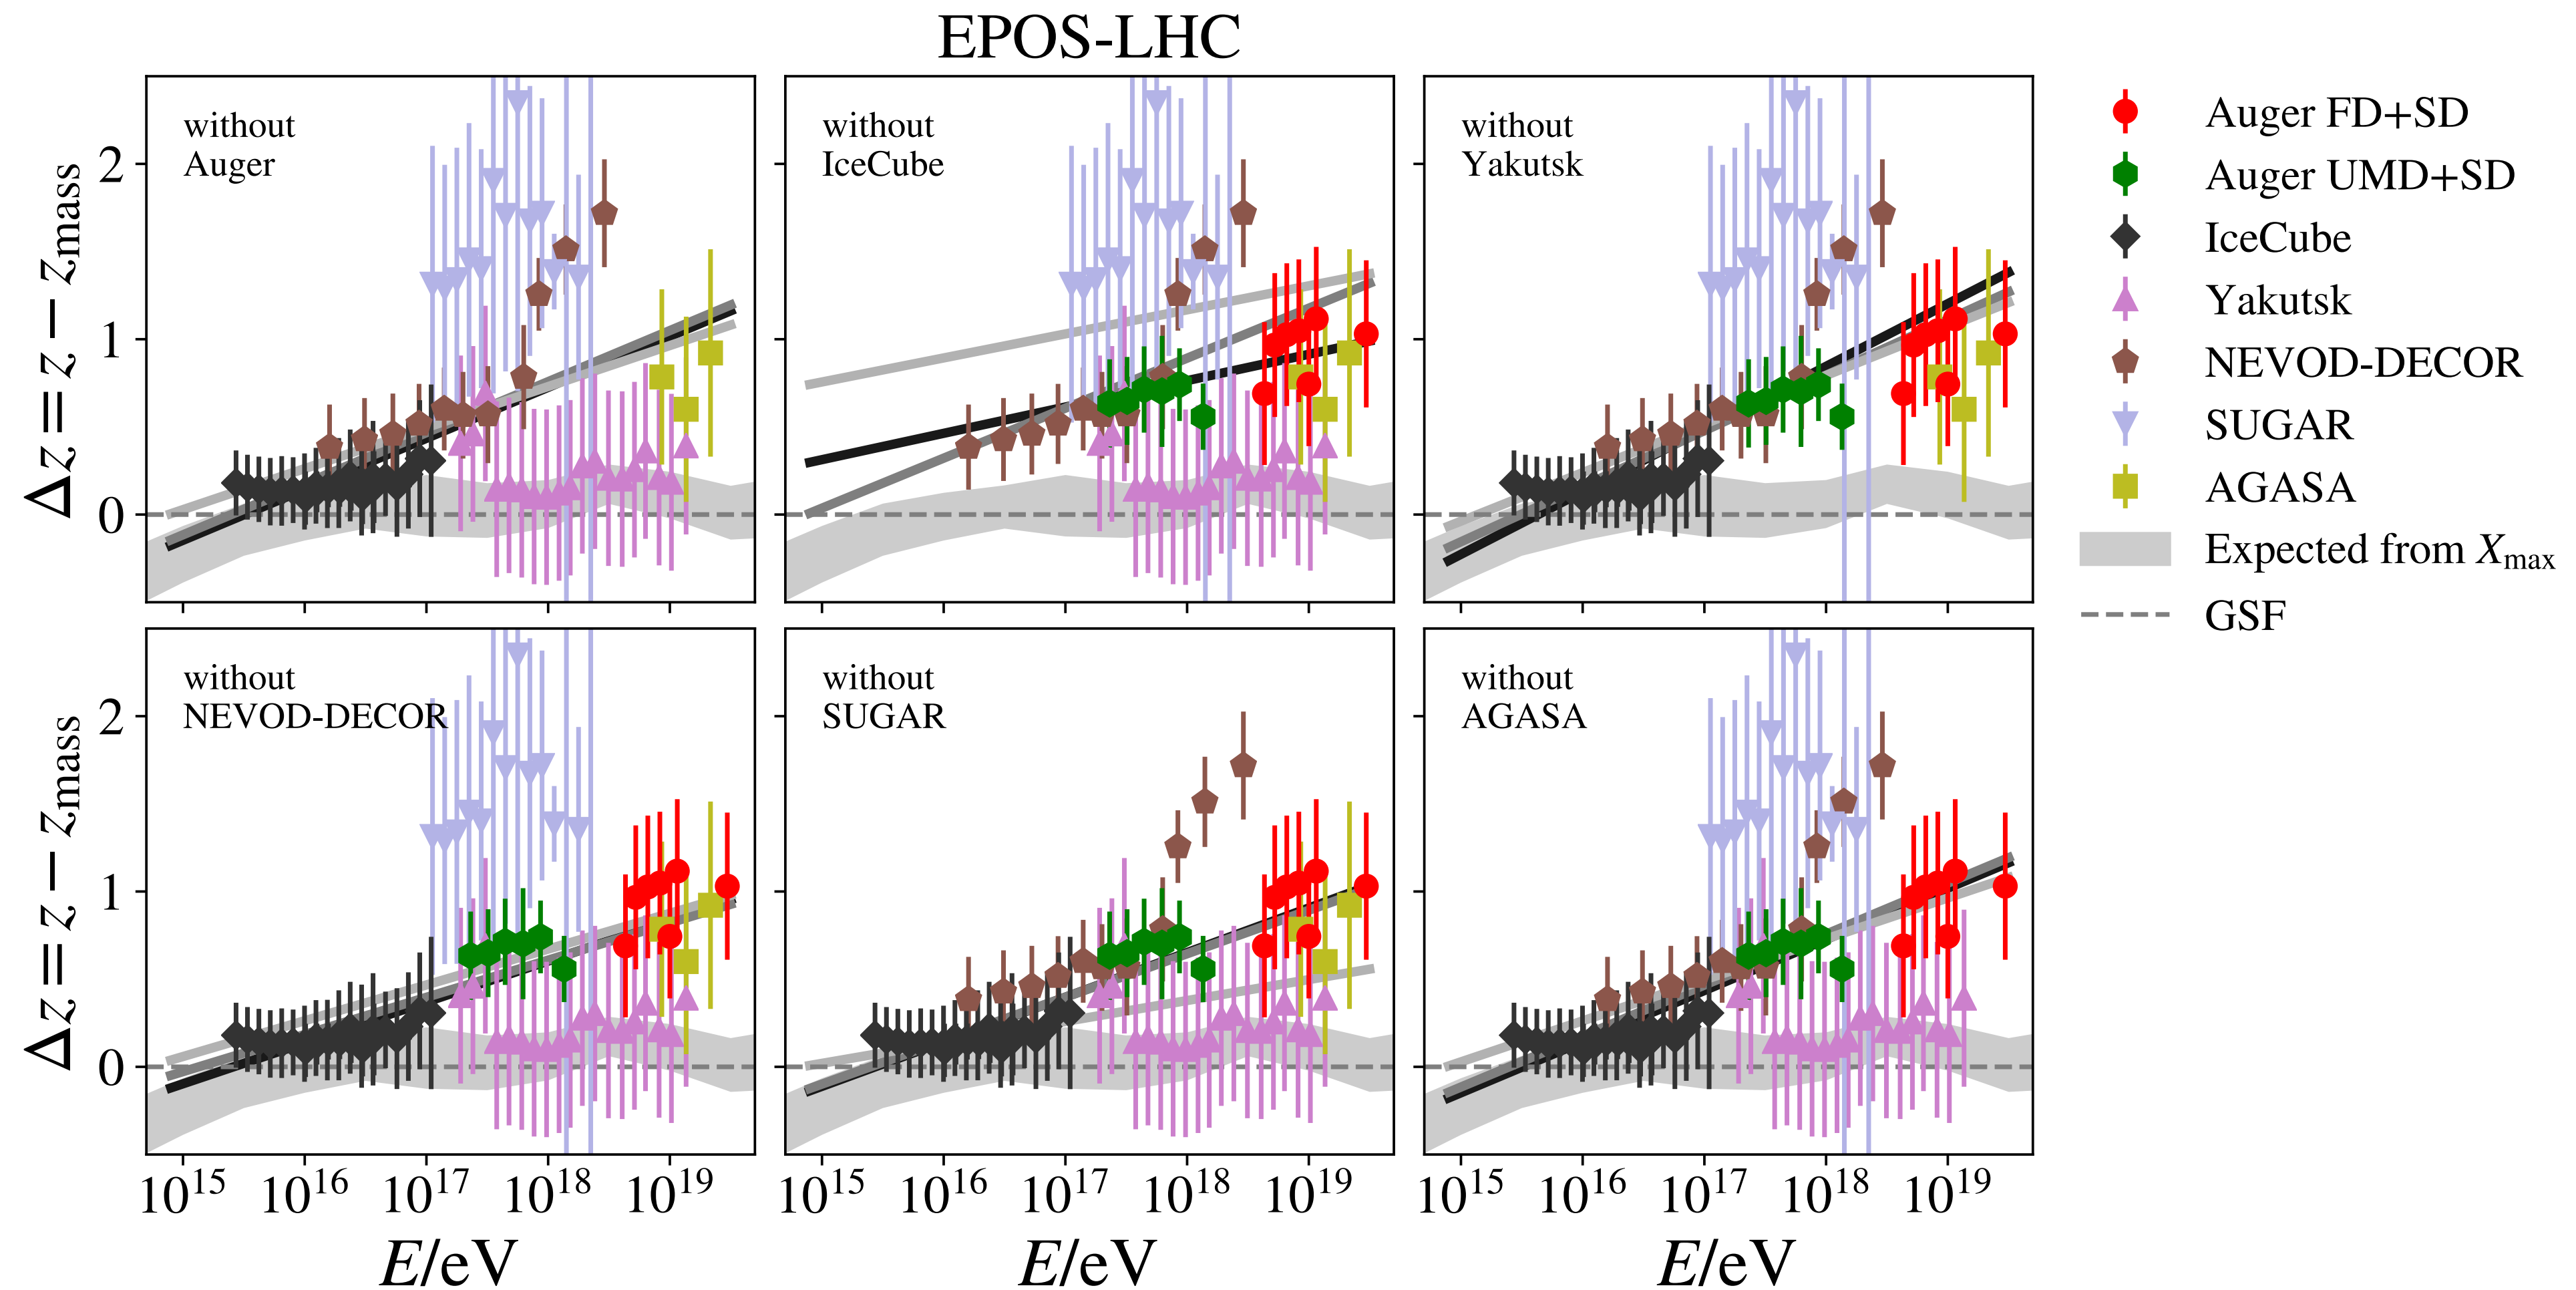 EPOS-LHC
without
Auger
without
IceCube
without
Yakutsk
Δz = z − z_mass
2
1
0
without
NEVOD-DECOR
without
SUGAR
without
AGASA
Δz = z − z_mass
2
1
0
10^15 10^16 10^17 10^18 10^19
10^15 10^16 10^17 10^18 10^19
10^15 10^16 10^17 10^18 10^19
E/eV
E/eV
E/eV
Auger FD+SD
Auger UMD+SD
IceCube
Yakutsk
NEVOD-DECOR
SUGAR
AGASA
Expected from X_max
GSF